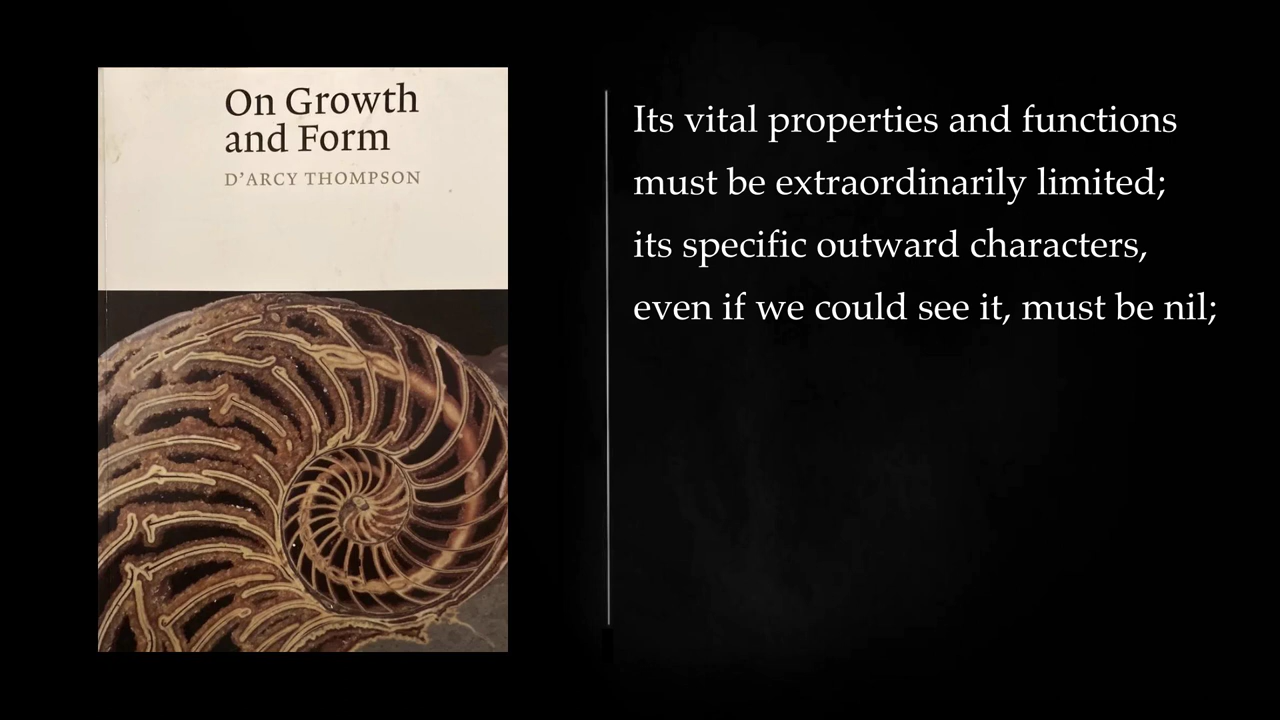 On Growth
and Form
D'ARCY THOMPSON
Its vital properties and functions
must be extraordinarily limited;
its specific outward characters,
even if we could see it, must be nil;